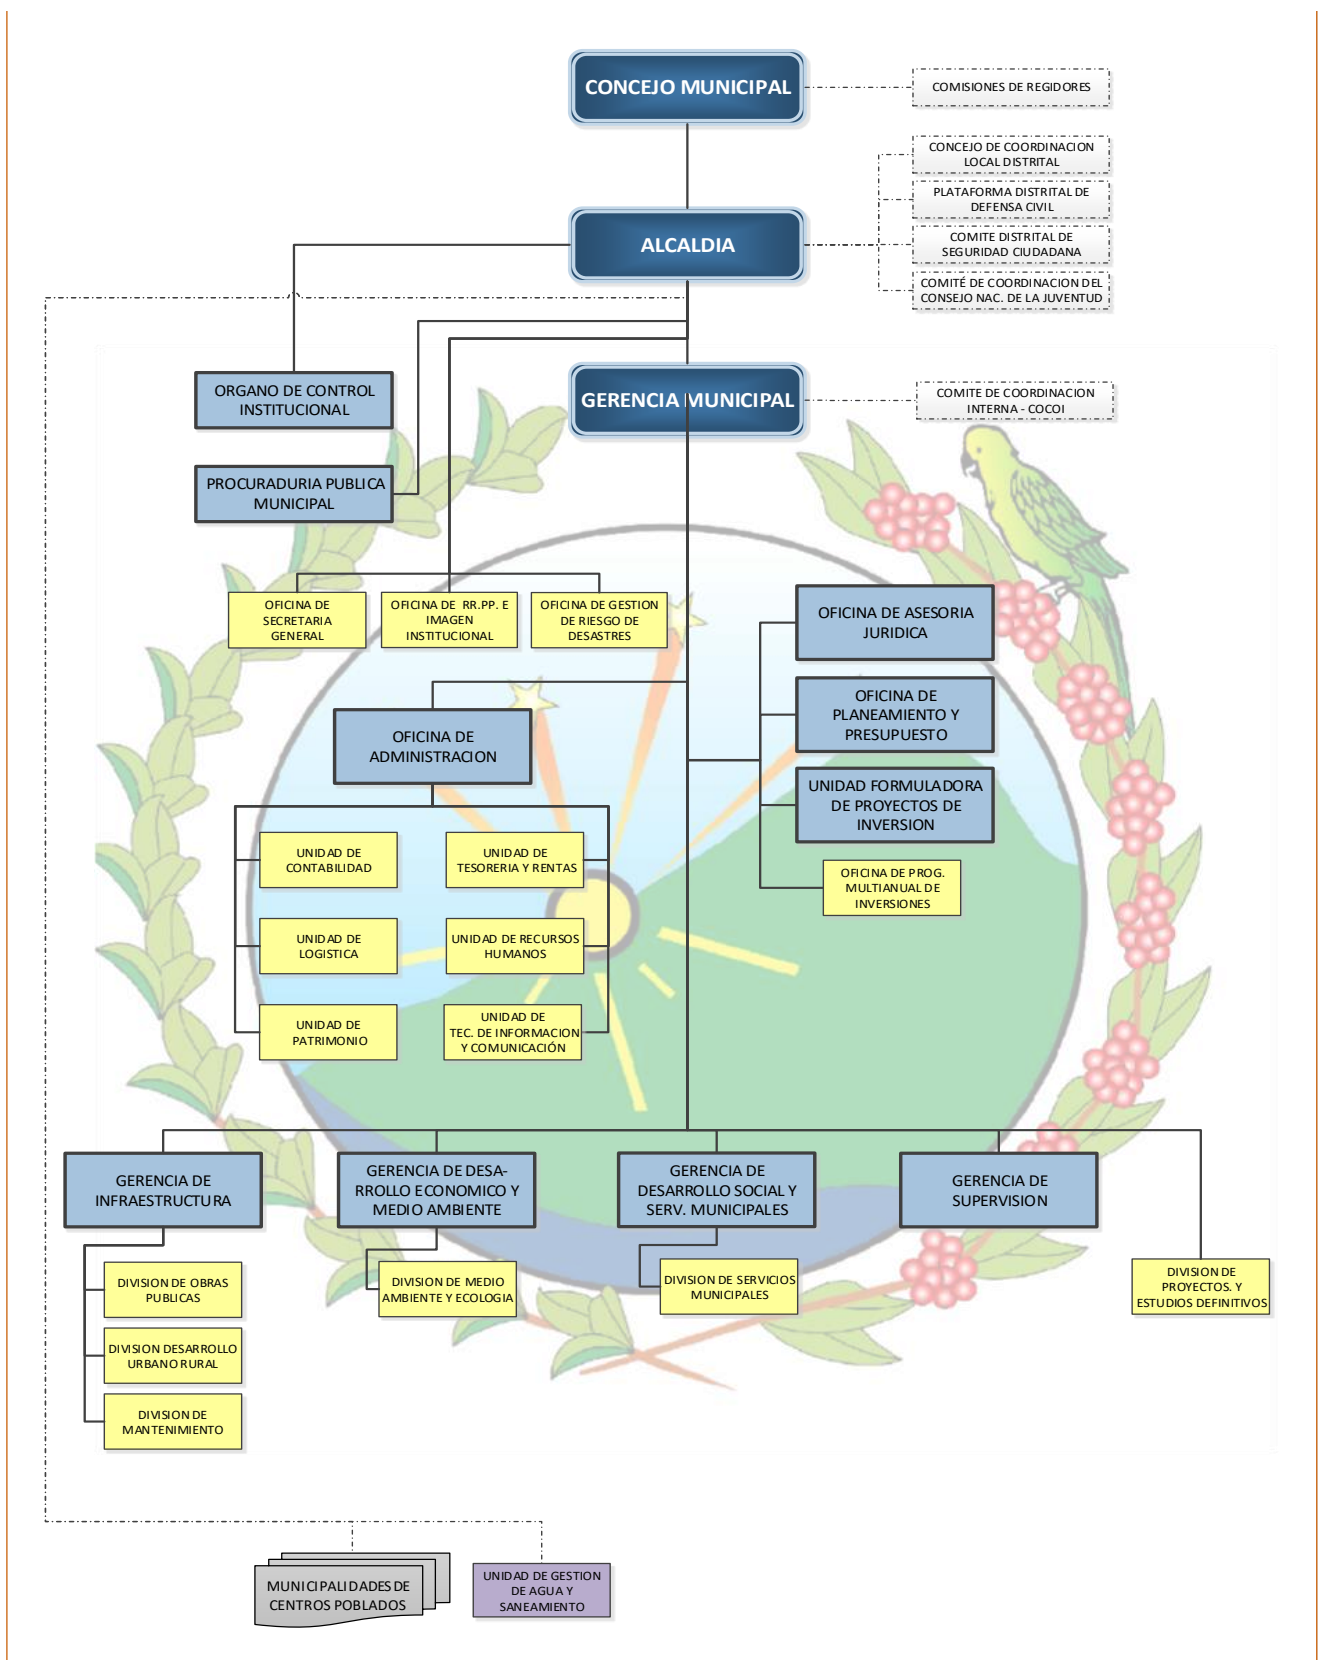 CONCEJO MUNICIPAL
COMISIONES DE REGIDORES
CONCEJO DE COORDINACION
LOCAL DISTRITAL
PLATAFORMA DISTRITAL DE
DEFENSA CIVIL
ALCALDIA
COMITE DISTRITAL DE
SEGURIDAD CIUDADANA
COMITÉ DE COORDINACION DEL
CONSEJO NAC. DE LA JUVENTUD
ORGANO DE CONTROL
INSTITUCIONAL
GERENCIA MUNICIPAL
COMITE DE COORDINACION
INTERNA - COCOI
PROCURADURIA PUBLICA
MUNICIPAL
OFICINA DE
SECRETARIA
GENERAL
OFICINA DE RR.PP. E
IMAGEN
INSTITUCIONAL
OFICINA DE GESTION
DE RIESGO DE
DESASTRES
OFICINA DE ASESORIA
JURIDICA
OFICINA DE
PLANEAMIENTO Y
PRESUPUESTO
OFICINA DE
ADMINISTRACION
UNIDAD FORMULADORA
DE PROYECTOS DE
INVERSION
UNIDAD DE
CONTABILIDAD
UNIDAD DE
TESORERIA Y RENTAS
OFICINA DE PROG.
MULTIANUAL DE
INVERSIONES
UNIDAD DE
LOGISTICA
UNIDAD DE RECURSOS
HUMANOS
UNIDAD DE
PATRIMONIO
UNIDAD DE
TEC. DE INFORMACION
Y COMUNICACIÓN
GERENCIA DE
INFRAESTRUCTURA
GERENCIA DE DESA-
RROLLO ECONOMICO Y
MEDIO AMBIENTE
GERENCIA DE
DESARROLLO SOCIAL Y
SERV. MUNICIPALES
GERENCIA DE
SUPERVISION
DIVISION DE OBRAS
PUBLICAS
DIVISION DE MEDIO
AMBIENTE Y ECOLOGIA
DIVISION DE SERVICIOS
MUNICIPALES
DIVISION DE
PROYECTOS. Y
ESTUDIOS DEFINITIVOS
DIVISION DESARROLLO
URBANO RURAL
DIVISION DE
MANTENIMIENTO
MUNICIPALIDADES DE
CENTROS POBLADOS
UNIDAD DE GESTION
DE AGUA Y
SANEAMIENTO